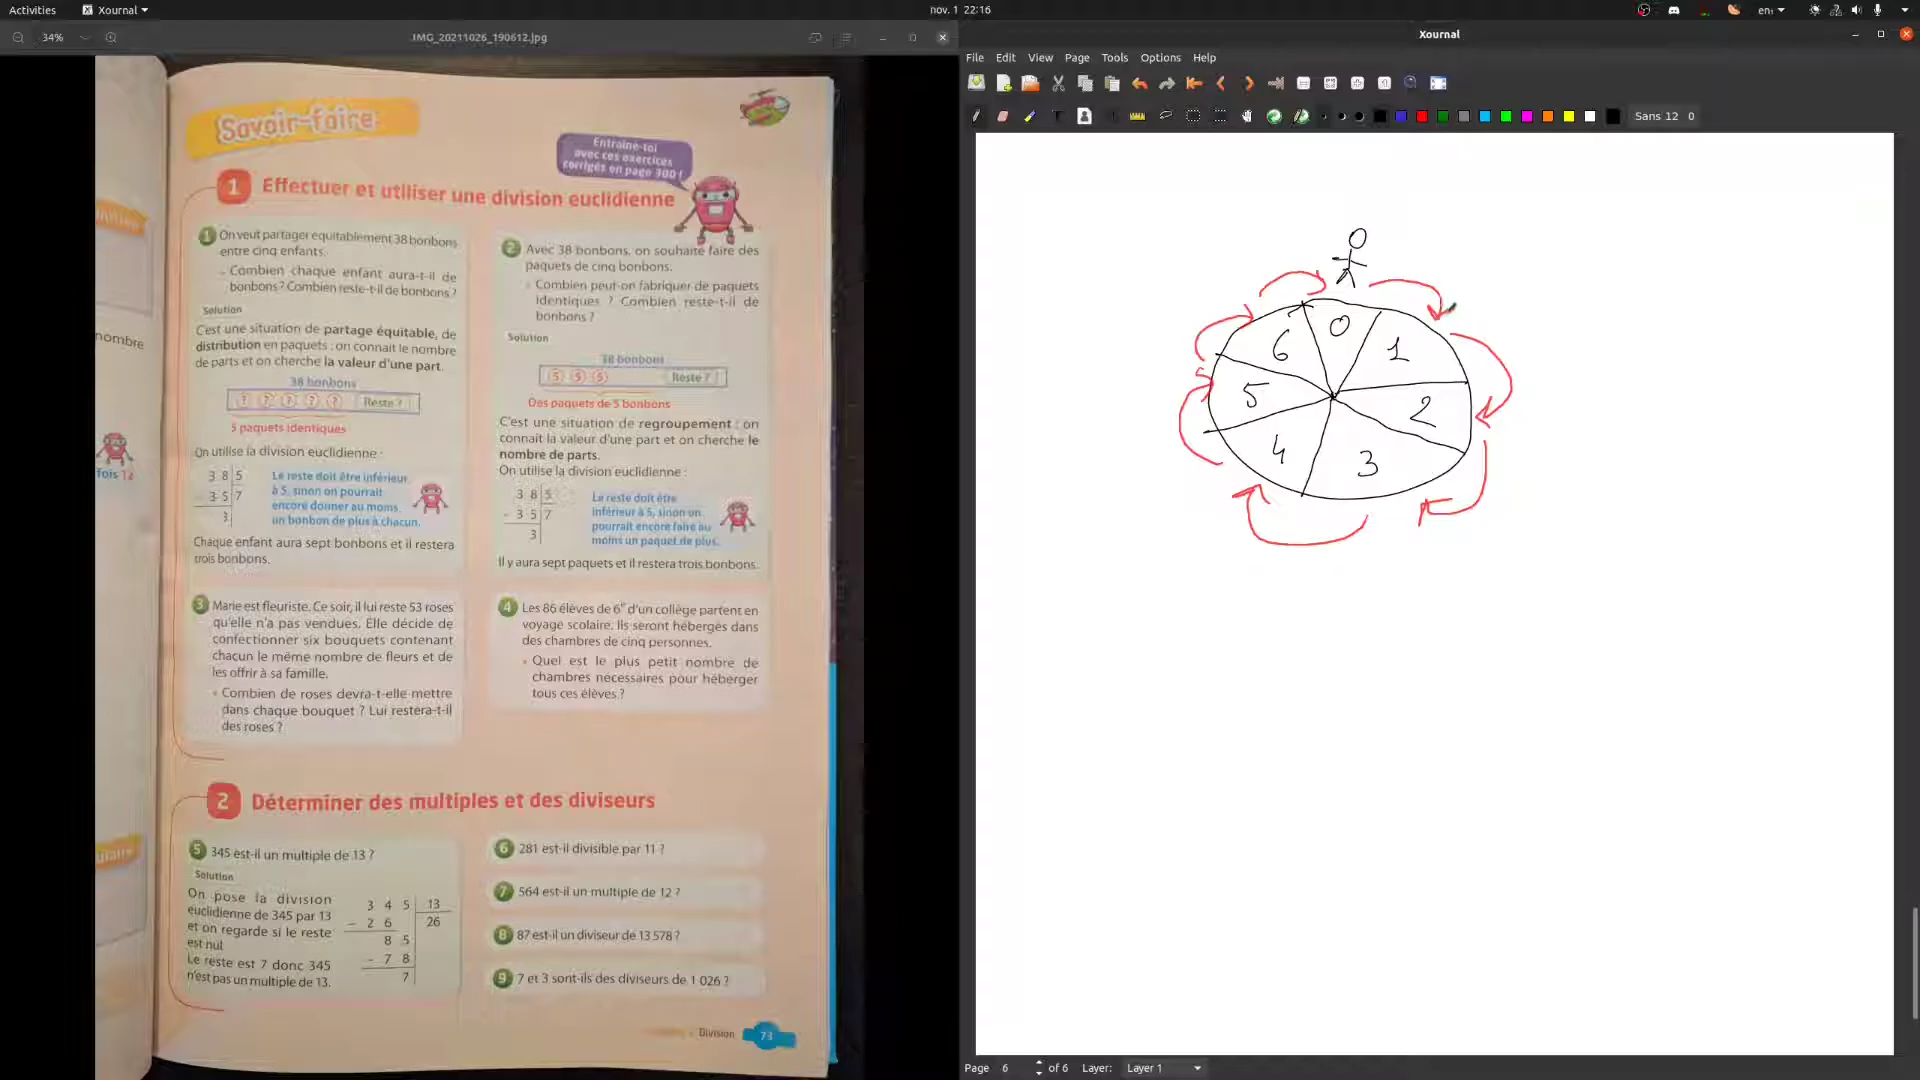 Activities
Xournal
nov. 1 22:16
en₁
34%
IMG_20211026_190612.jpg
Savoir-faire
Entraîne-toi
avec ces exercices
corrigés en page 300 !
1 Effectuer et utiliser une division euclidienne
1 On veut partager équitablement 38 bonbons
entre cinq enfants.
Combien chaque enfant aura-t-il de
bonbons ? Combien reste-t-il de bonbons ?
Solution
C'est une situation de partage équitable, de
distribution en paquets : on connait le nombre
de parts et on cherche la valeur d'une part.
38 bonbons
? ? ? ? ? Reste ?
5 paquets identiques
On utilise la division euclidienne :
3 8 5
- 3 5 7
3
Le reste doit être inférieur
à 5, sinon on pourrait
encore donner au moins
un bonbon de plus à chacun.
Chaque enfant aura sept bonbons et il restera
trois bonbons.
2 Avec 38 bonbons, on souhaite faire des
paquets de cinq bonbons.
Combien peut-on fabriquer de paquets
identiques ? Combien reste-t-il de
bonbons ?
Solution
38 bonbons
5 5 5 Reste ?
Des paquets de 5 bonbons
C'est une situation de regroupement : on
connait la valeur d'une part et on cherche le
nombre de parts.
On utilise la division euclidienne :
3 8 5
- 3 5 7
3
Le reste doit être
inférieur à 5, sinon on
pourrait encore faire au
moins un paquet de plus.
Il y aura sept paquets et il restera trois bonbons.
3 Marie est fleuriste. Ce soir, il lui reste 53 roses
qu'elle n'a pas vendues. Elle décide de
confectionner six bouquets contenant
chacun le même nombre de fleurs et de
les offrir à sa famille.
Combien de roses devra-t-elle mettre
dans chaque bouquet ? Lui restera-t-il
des roses ?
4 Les 86 élèves de 6e d'un collège partent en
voyage scolaire. Ils seront hébergés dans
des chambres de cinq personnes.
Quel est le plus petit nombre de
chambres nécessaires pour héberger
tous ces élèves ?
2 Déterminer des multiples et des diviseurs
5 345 est-il un multiple de 13 ?
Solution
On pose la division
euclidienne de 345 par 13
et on regarde si le reste
est nul.
Le reste est 7 donc 345
n'est pas un multiple de 13.
3 4 5 13
- 2 6 26
8 5
- 7 8
7
6 281 est-il divisible par 11 ?
7 564 est-il un multiple de 12 ?
8 87 est-il un diviseur de 13 578 ?
9 7 et 3 sont-ils des diviseurs de 1 026 ?
Division 73
nombre
fois 12
Xournal
File Edit View Page Tools Options Help
Sans 12 0
0
1
2
3
4
5
6
Page 6 of 6 Layer: Layer 1